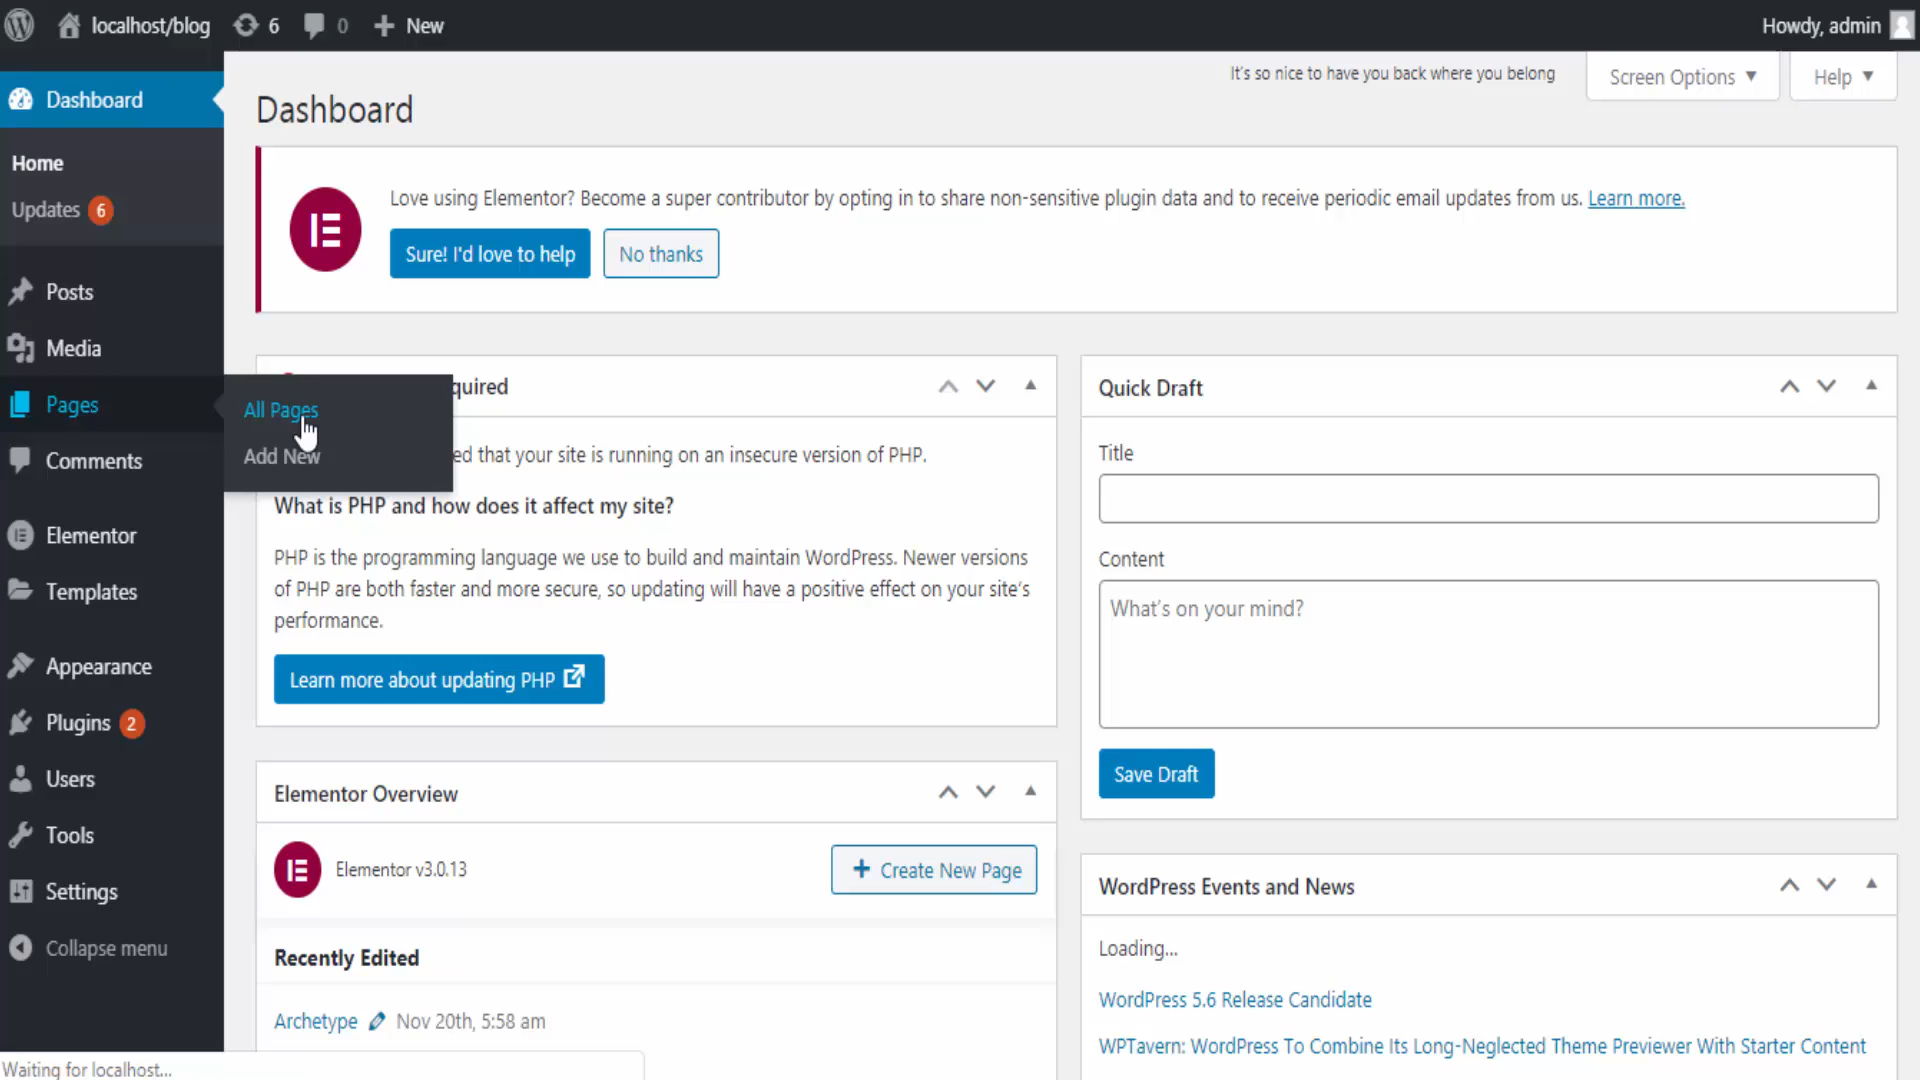 localhost/blog
6
0
New
Howdy, admin
Dashboard
Home
Updates 6
Posts
Media
Pages
Comments
Elementor
Templates
Appearance
Plugins 2
Users
Tools
Settings
Collapse menu
All Pages
Add New
It's so nice to have you back where you belong
Screen Options
Help
Dashboard
Love using Elementor? Become a super contributor by opting in to share non-sensitive plugin data and to receive periodic email updates from us. Learn more.
Sure! I'd love to help
No thanks
quired
ed that your site is running on an insecure version of PHP.
What is PHP and how does it affect my site?
PHP is the programming language we use to build and maintain WordPress. Newer versions
of PHP are both faster and more secure, so updating will have a positive effect on your site's
performance.
Learn more about updating PHP
Elementor Overview
Elementor v3.0.13
Create New Page
Recently Edited
Archetype Nov 20th, 5:58 am
Quick Draft
Title
Content
What's on your mind?
Save Draft
WordPress Events and News
Loading...
WordPress 5.6 Release Candidate
WPTavern: WordPress To Combine Its Long-Neglected Theme Previewer With Starter Content
Waiting for localhost...